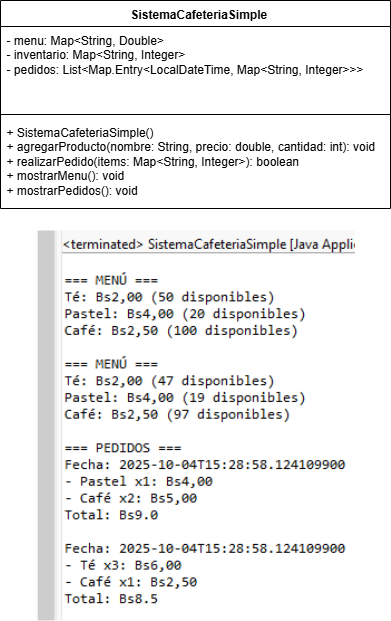 SistemaCafeteriaSimple
- menu: Map<String, Double>
- inventario: Map<String, Integer>
- pedidos: List<Map.Entry<LocalDateTime, Map<String, Integer>>>
+ SistemaCafeteriaSimple()
+ agregarProducto(nombre: String, precio: double, cantidad: int): void
+ realizarPedido(items: Map<String, Integer>): boolean
+ mostrarMenu(): void
+ mostrarPedidos(): void
<terminated> SistemaCafeteriaSimple [Java Appli
=== MENÚ ===
Té: Bs2,00 (50 disponibles)
Pastel: Bs4,00 (20 disponibles)
Café: Bs2,50 (100 disponibles)
=== MENÚ ===
Té: Bs2,00 (47 disponibles)
Pastel: Bs4,00 (19 disponibles)
Café: Bs2,50 (97 disponibles)
=== PEDIDOS ===
Fecha: 2025-10-04T15:28:58.124109900
- Pastel x1: Bs4,00
- Café x2: Bs5,00
Total: Bs9.0
Fecha: 2025-10-04T15:28:58.124109900
- Té x3: Bs6,00
- Café x1: Bs2,50
Total: Bs8.5